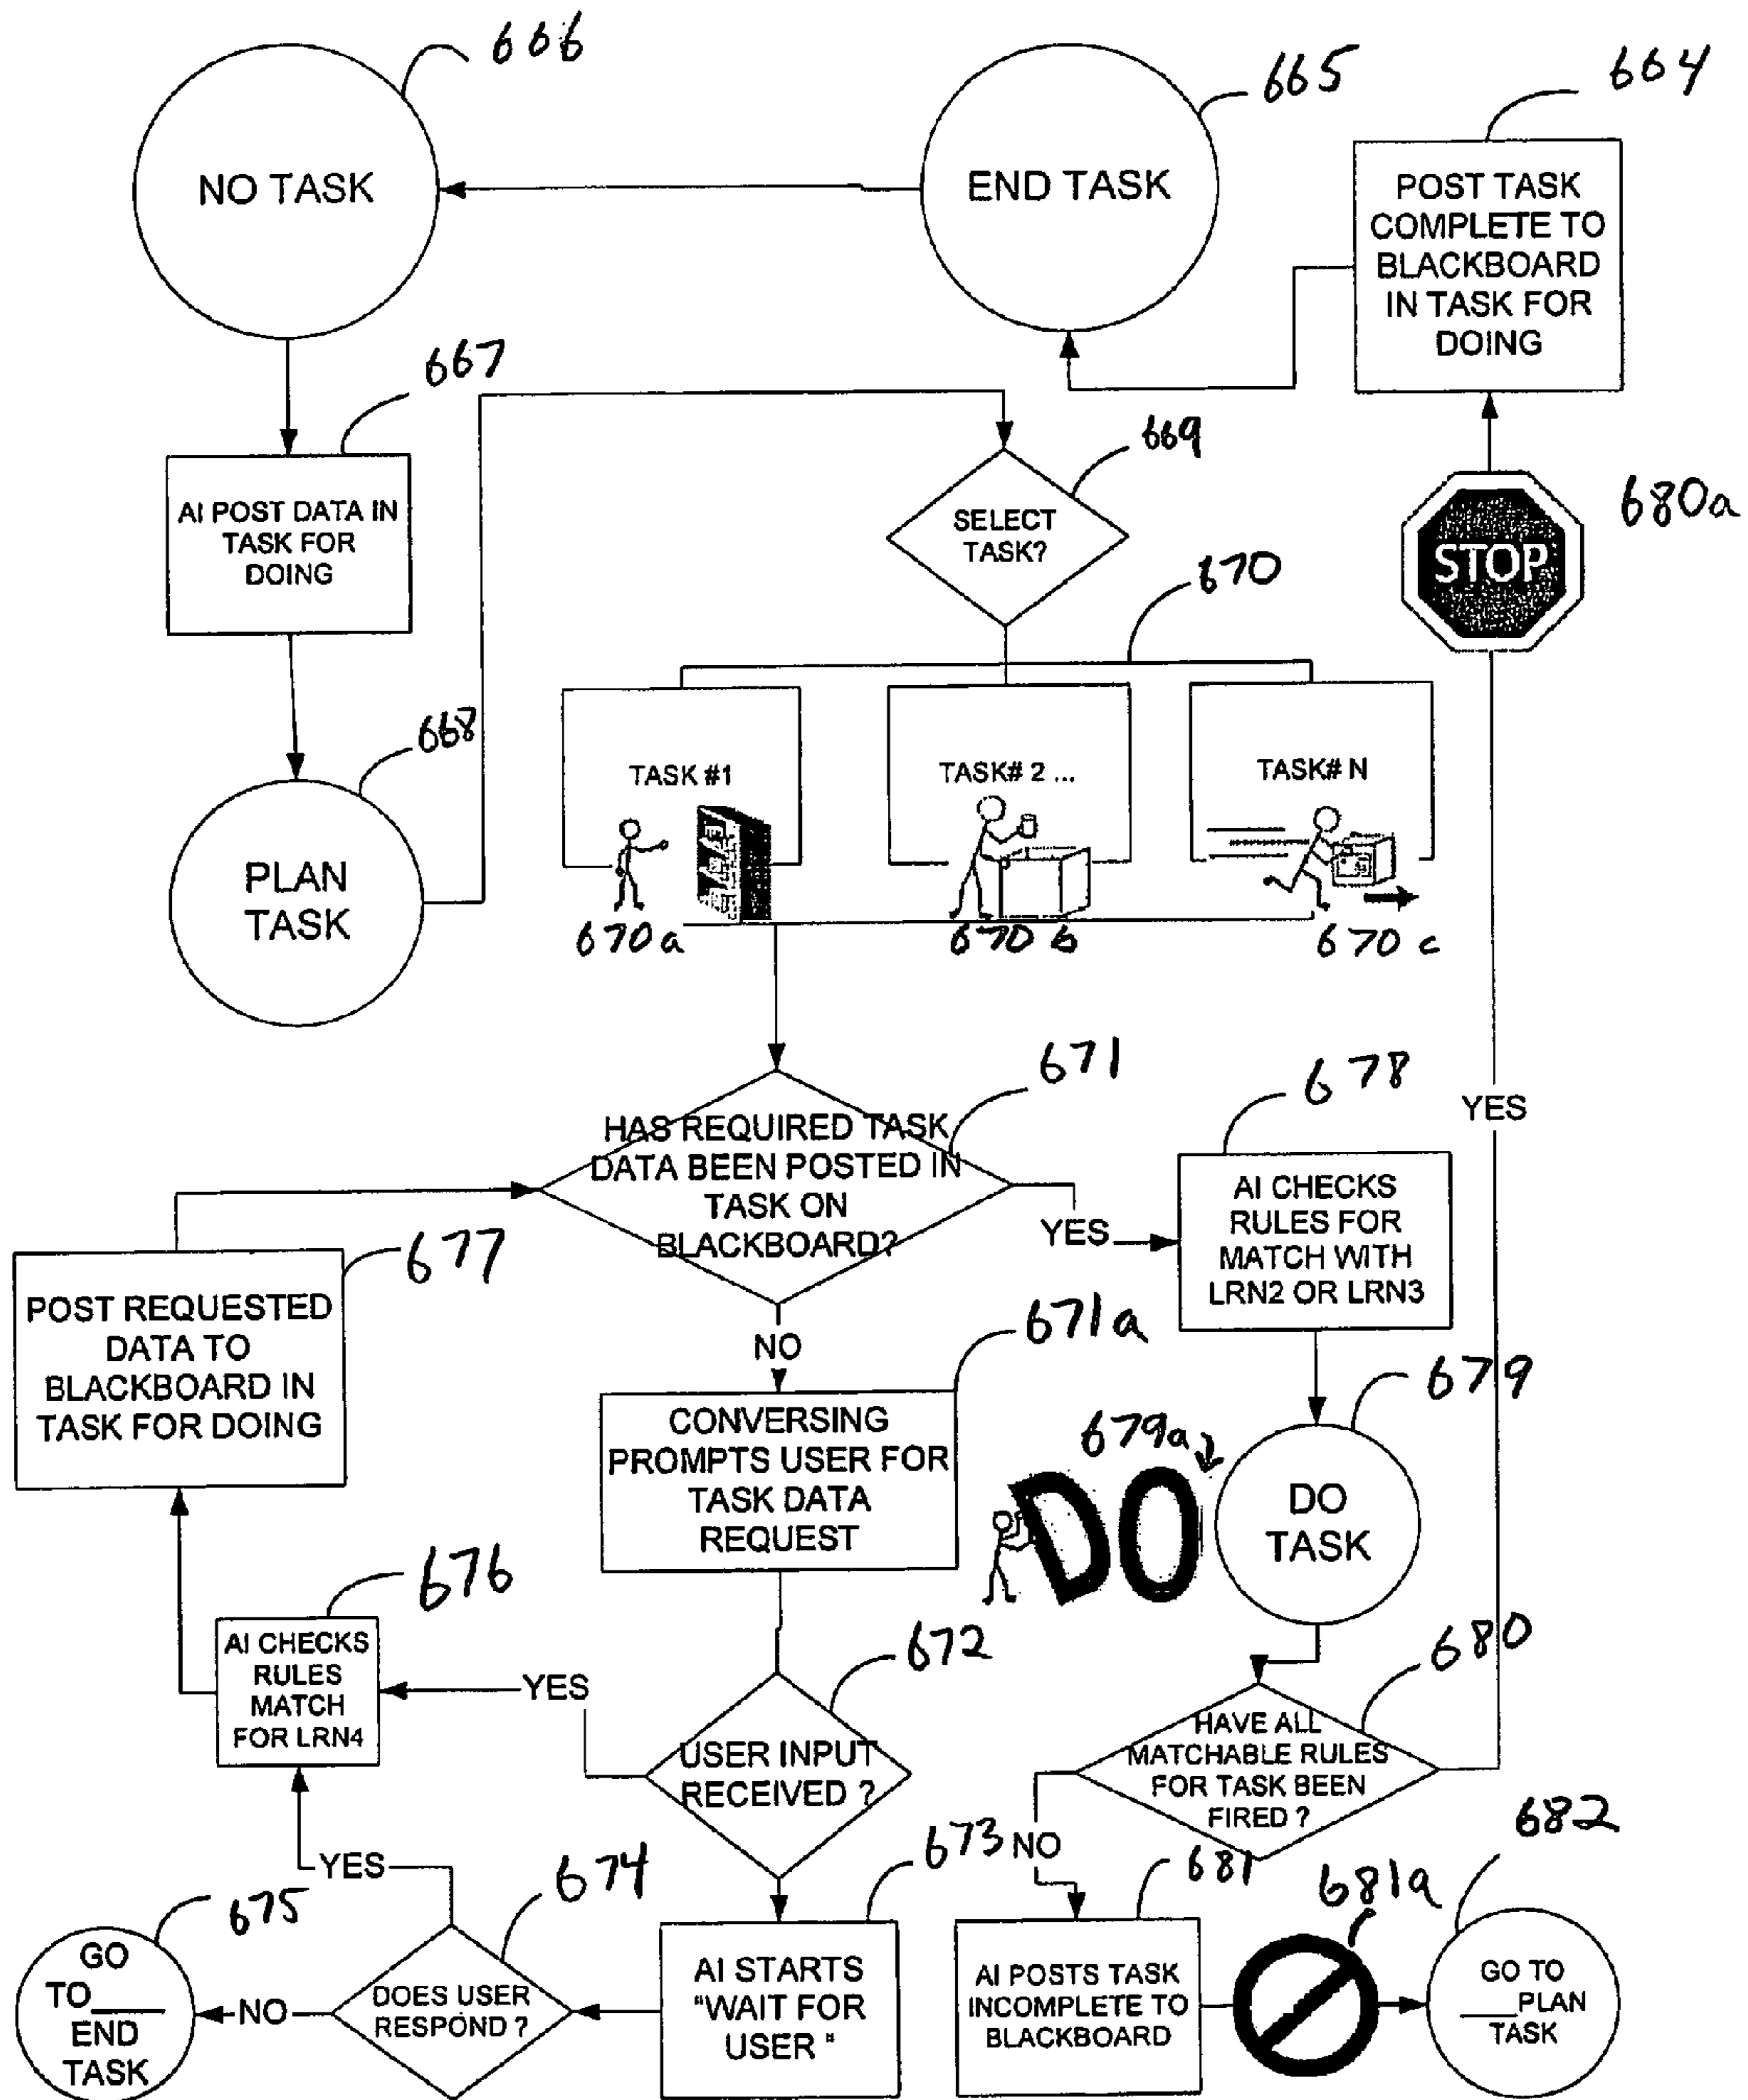 666
665
664
NO TASK
END TASK
POST TASK
COMPLETE TO
BLACKBOARD
IN TASK FOR
DOING
667
669
AI POST DATA IN
TASK FOR
DOING
SELECT
TASK?
680a
STOP
670
668
PLAN
TASK
TASK #1
TASK# 2 ...
TASK# N
670a
670b
670c
671
HAS REQUIRED TASK
DATA BEEN POSTED IN
TASK ON
BLACKBOARD?
678
YES
YES
AI CHECKS
RULES FOR
MATCH WITH
LRN2 OR LRN3
677
POST REQUESTED
DATA TO
BLACKBOARD IN
TASK FOR DOING
NO
671a
CONVERSING
PROMPTS USER FOR
TASK DATA
REQUEST
679
679a
DO
DO
TASK
676
AI CHECKS
RULES
MATCH
FOR LRN4
YES
672
USER INPUT
RECEIVED ?
680
HAVE ALL
MATCHABLE RULES
FOR TASK BEEN
FIRED ?
NO
YES
674
673
675
GO
TO____
END
TASK
NO
DOES USER
RESPOND ?
AI STARTS
"WAIT FOR
USER "
681
AI POSTS TASK
INCOMPLETE TO
BLACKBOARD
681a
682
GO TO
____PLAN
TASK